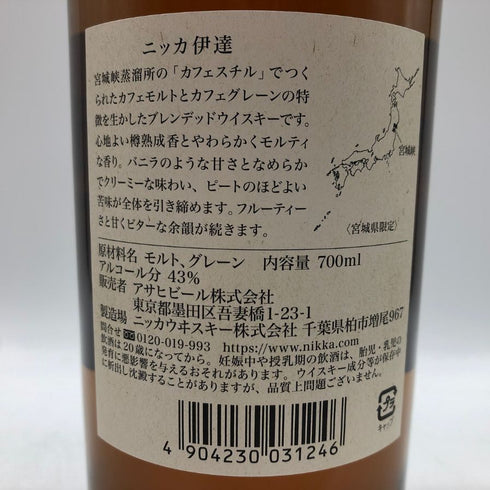 ニッカ伊達
宮城峡蒸溜所の「カフェスチル」でつく
られたカフェモルトとカフェグレーンの特
徴を生かしたブレンデッドウイスキーです。
心地よい樽熟成香とやわらかくモルティ
な香り。バニラのような甘さとなめらか
でクリーミーな味わい、ピートのほどよい
苦味が全体を引き締めます。フルーティー
さと甘くビターな余韻が続きます。
宮城峡
〈宮城県限定〉
原材料名 モルト、グレーン 内容量 700ml
アルコール分 43%
販売者 アサヒビール株式会社
東京都墨田区吾妻橋1-23-1
製造場 ニッカウヰスキー株式会社 千葉県柏市増尾967
問合せ 0120-019-993 https://www.nikka.com
飲酒は20歳になってから。妊娠中や授乳期の飲酒は、胎児・乳児の
発育に悪影響を与えるおそれがあります。ウイスキー成分等が保存中
に析出し沈澱することがありますが、品質上問題ございません。
プラ
キャップ
4 904230 031246